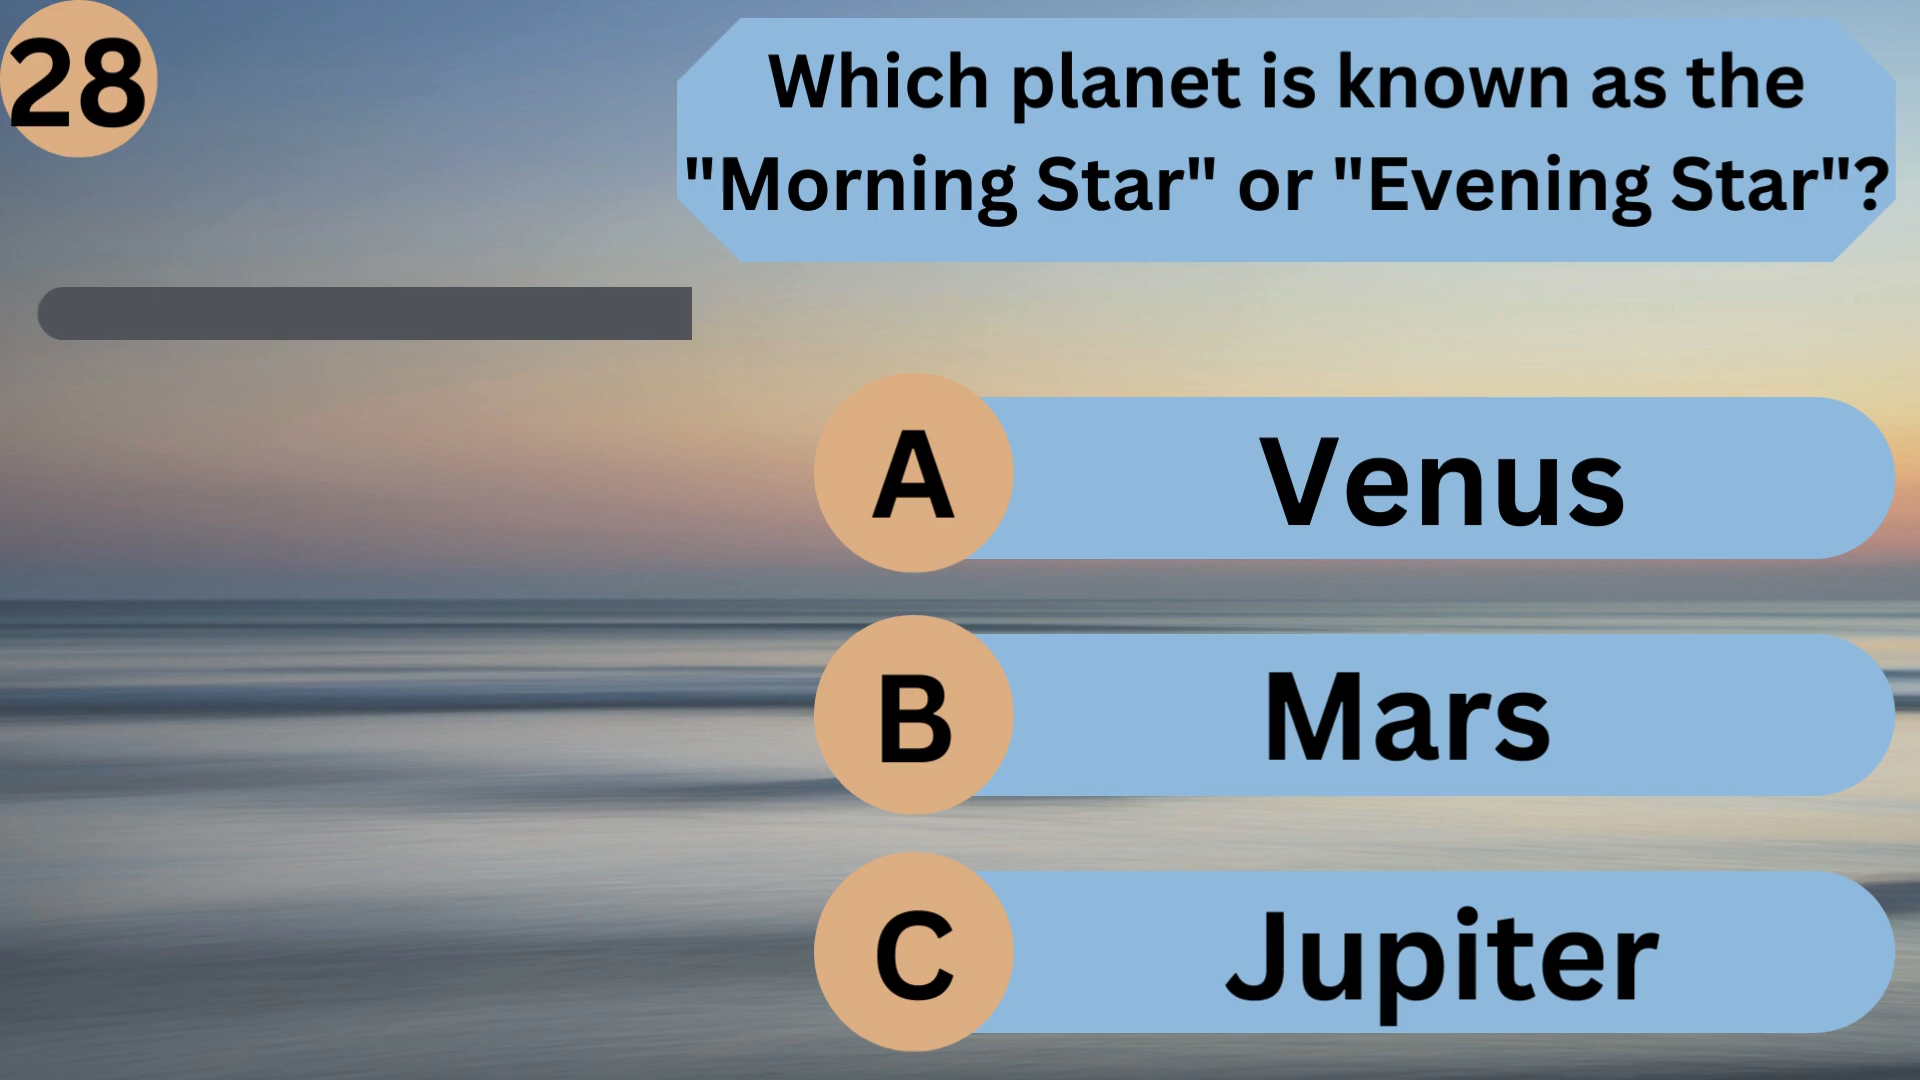 28
Which planet is known as the
"Morning Star" or "Evening Star"?
A Venus
B Mars
C Jupiter